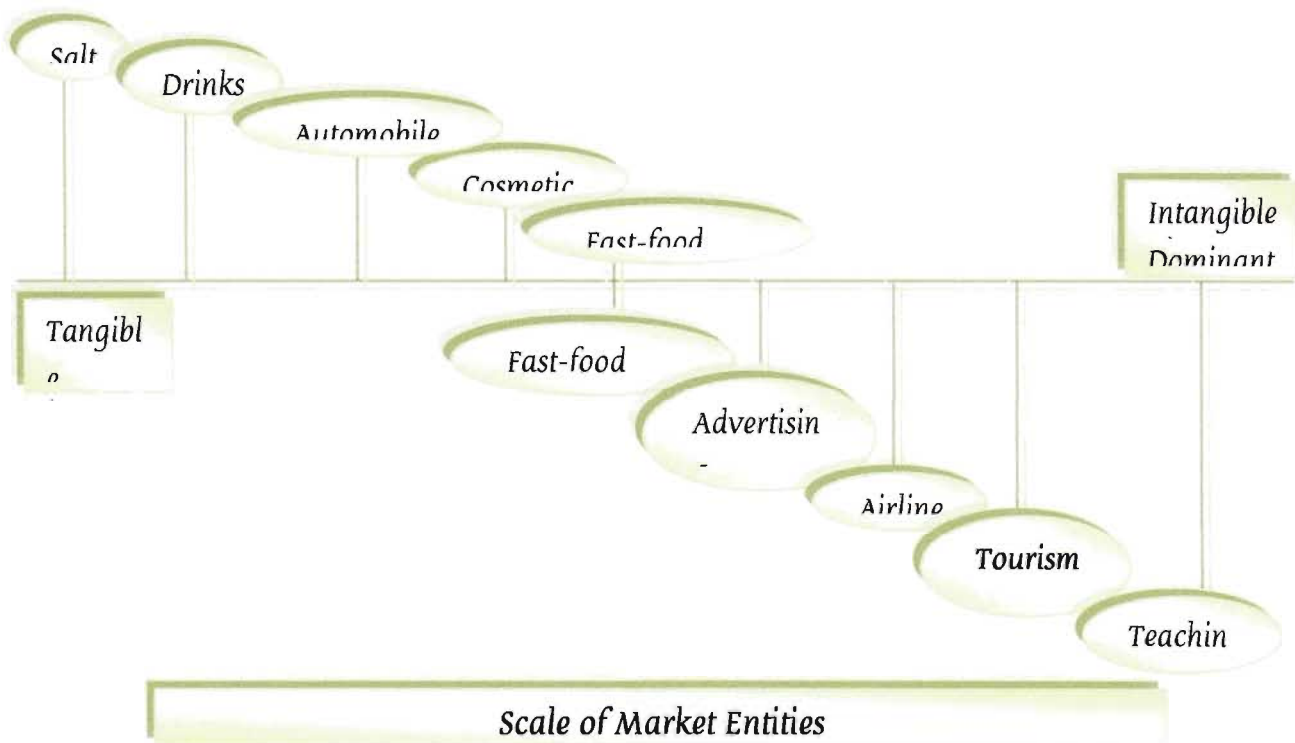 Salt
Drinks
Automobile
Cosmetic
Fast-food
Intangible
Dominant
Tangibl
e
Fast-food
Advertisin
Airline
Tourism
Teachin
Scale of Market Entities